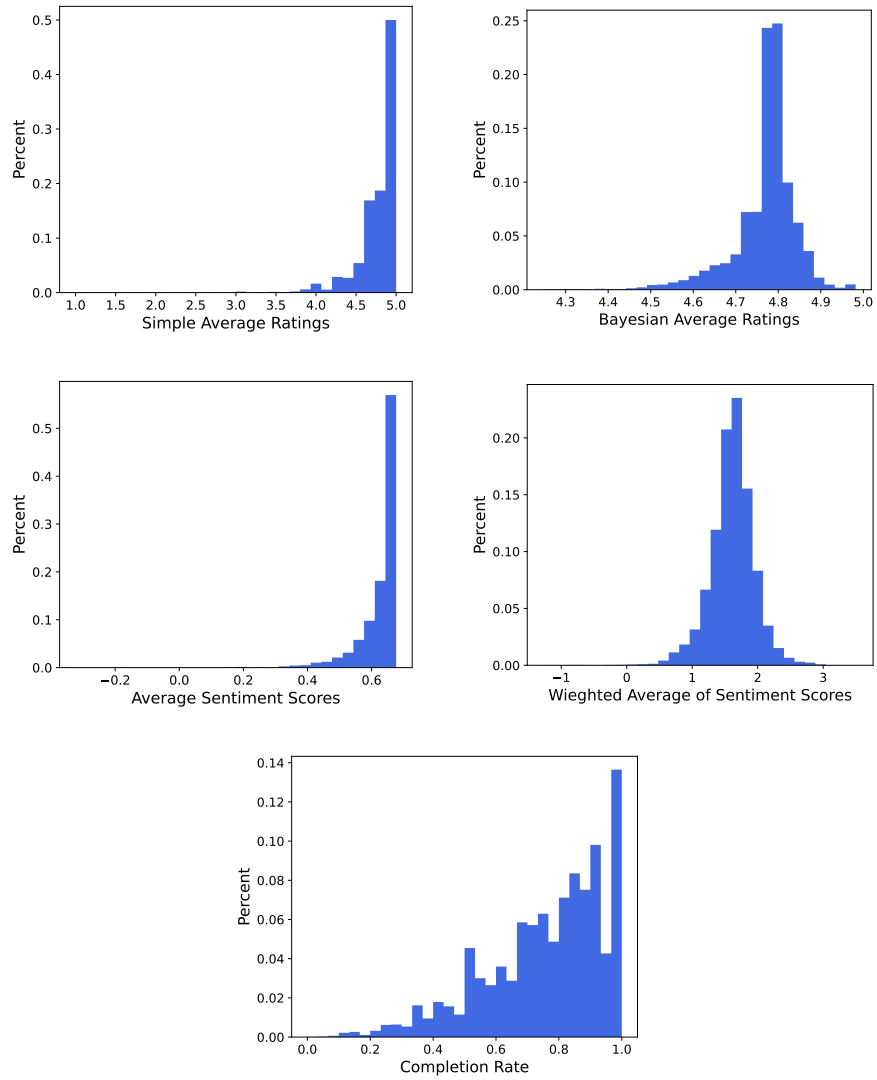 0.5
0.4
0.3
0.2
0.1
0.0
Percent
1.0 1.5 2.0 2.5 3.0 3.5 4.0 4.5 5.0
Simple Average Ratings
0.25
0.20
0.15
0.10
0.05
0.00
Percent
4.3 4.4 4.5 4.6 4.7 4.8 4.9 5.0
Bayesian Average Ratings
0.5
0.4
0.3
0.2
0.1
0.0
Percent
−0.2 0.0 0.2 0.4 0.6
Average Sentiment Scores
0.20
0.15
0.10
0.05
0.00
Percent
−1 0 1 2 3
Wieghted Average of Sentiment Scores
0.14
0.12
0.10
0.08
0.06
0.04
0.02
0.00
Percent
0.0 0.2 0.4 0.6 0.8 1.0
Completion Rate